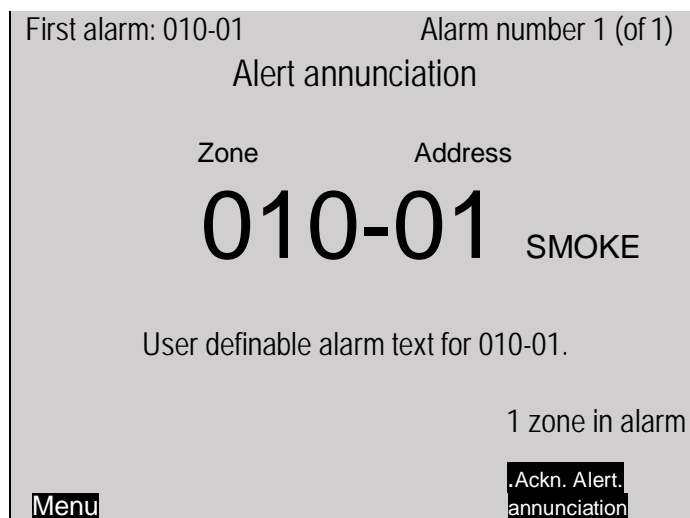 First alarm: 010-01 Alarm number 1 (of 1)
Alert annunciation
Zone Address
010-01 SMOKE
User definable alarm text for 010-01.
1 zone in alarm
.Ackn. Alert.
Menu annunciation